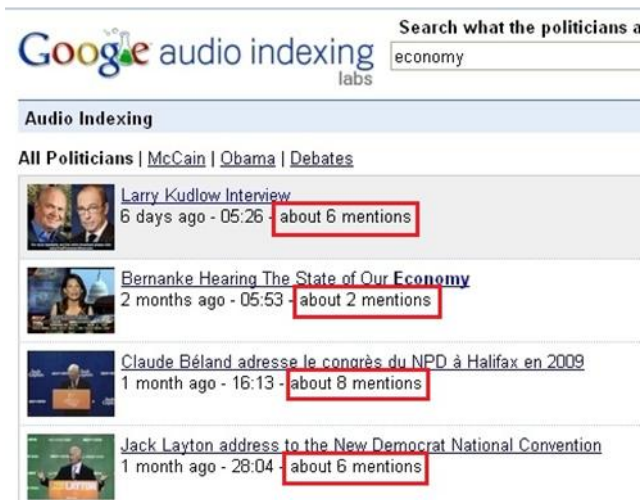 Search what the politicians a
Google audio indexing
labs
economy
Audio Indexing
All Politicians | McCain | Obama | Debates
Larry Kudlow Interview
6 days ago - 05:26 - about 6 mentions
Bernanke Hearing The State of Our Economy
2 months ago - 05:53 - about 2 mentions
Claude Béland adresse le congrès du NPD à Halifax en 2009
1 month ago - 16:13 - about 8 mentions
Jack Layton address to the New Democrat National Convention
1 month ago - 28:04 - about 6 mentions
LAYTON